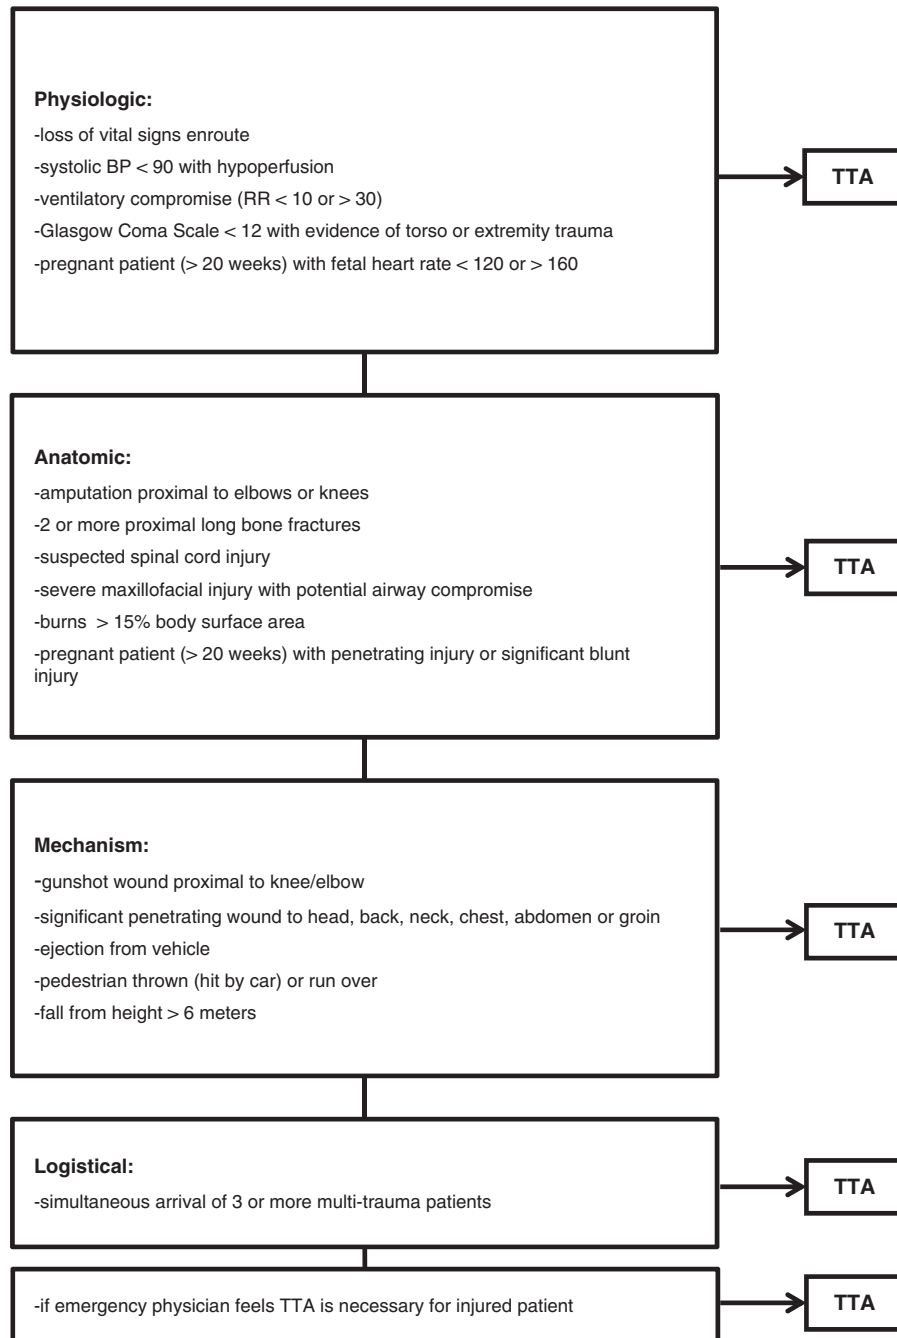 Physiologic:
-loss of vital signs enroute
-systolic BP < 90 with hypoperfusion
-ventilatory compromise (RR < 10 or > 30)
-Glasgow Coma Scale < 12 with evidence of torso or extremity trauma
-pregnant patient (> 20 weeks) with fetal heart rate < 120 or > 160
TTA
Anatomic:
-amputation proximal to elbows or knees
-2 or more proximal long bone fractures
-suspected spinal cord injury
-severe maxillofacial injury with potential airway compromise
-burns > 15% body surface area
-pregnant patient (> 20 weeks) with penetrating injury or significant blunt
injury
TTA
Mechanism:
-gunshot wound proximal to knee/elbow
-significant penetrating wound to head, back, neck, chest, abdomen or groin
-ejection from vehicle
-pedestrian thrown (hit by car) or run over
-fall from height > 6 meters
TTA
Logistical:
-simultaneous arrival of 3 or more multi-trauma patients
TTA
-if emergency physician feels TTA is necessary for injured patient
TTA